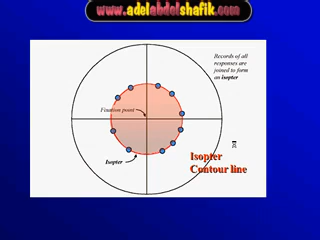 www.adelabdelshafik.com
Records of all
responses are
joined to form
an isopter
Fixation point
Isopter
Isopter
Contour line